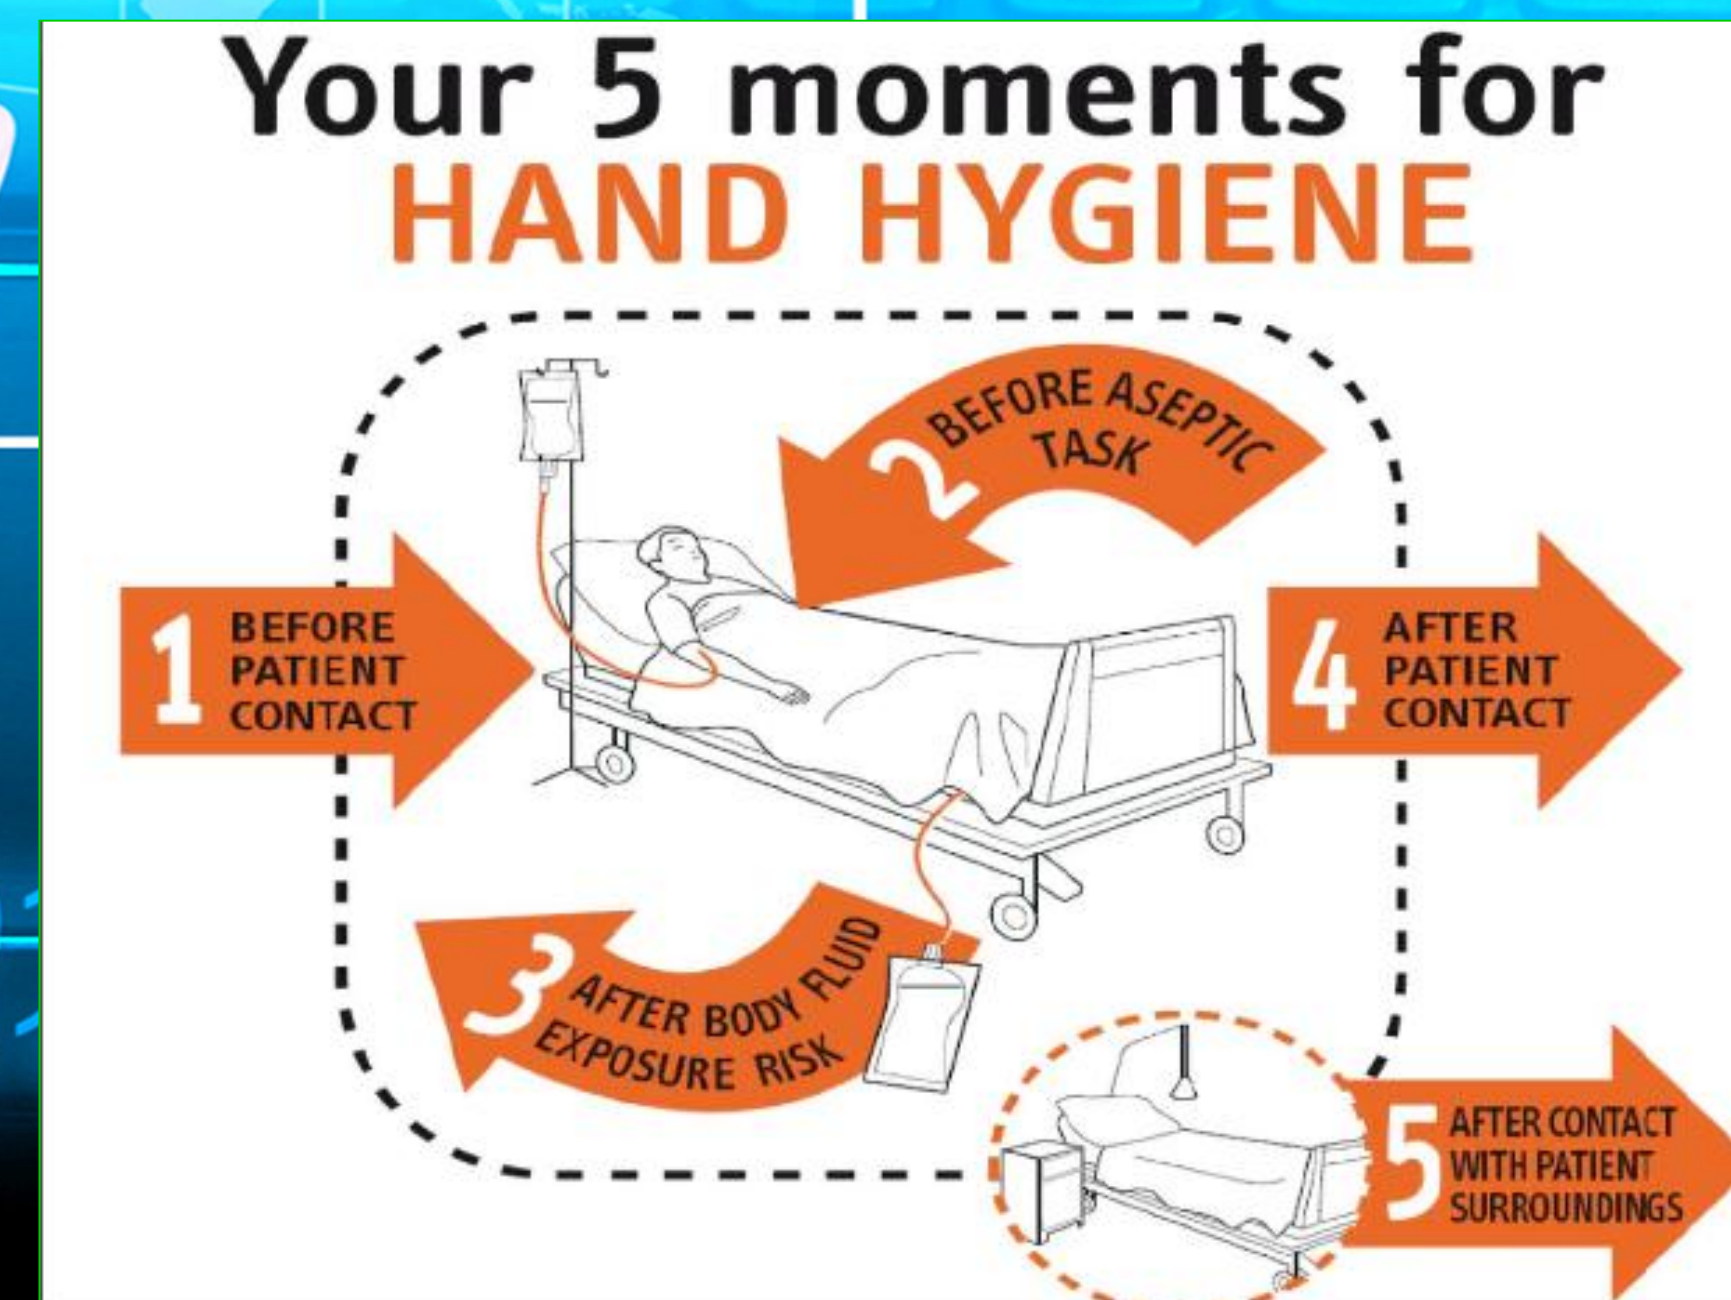 Your 5 moments for
HAND HYGIENE
2 BEFORE ASEPTIC
TASK
1 BEFORE
PATIENT
CONTACT
4 AFTER
PATIENT
CONTACT
3 AFTER BODY FLUID
EXPOSURE RISK
5 AFTER CONTACT
WITH PATIENT
SURROUNDINGS